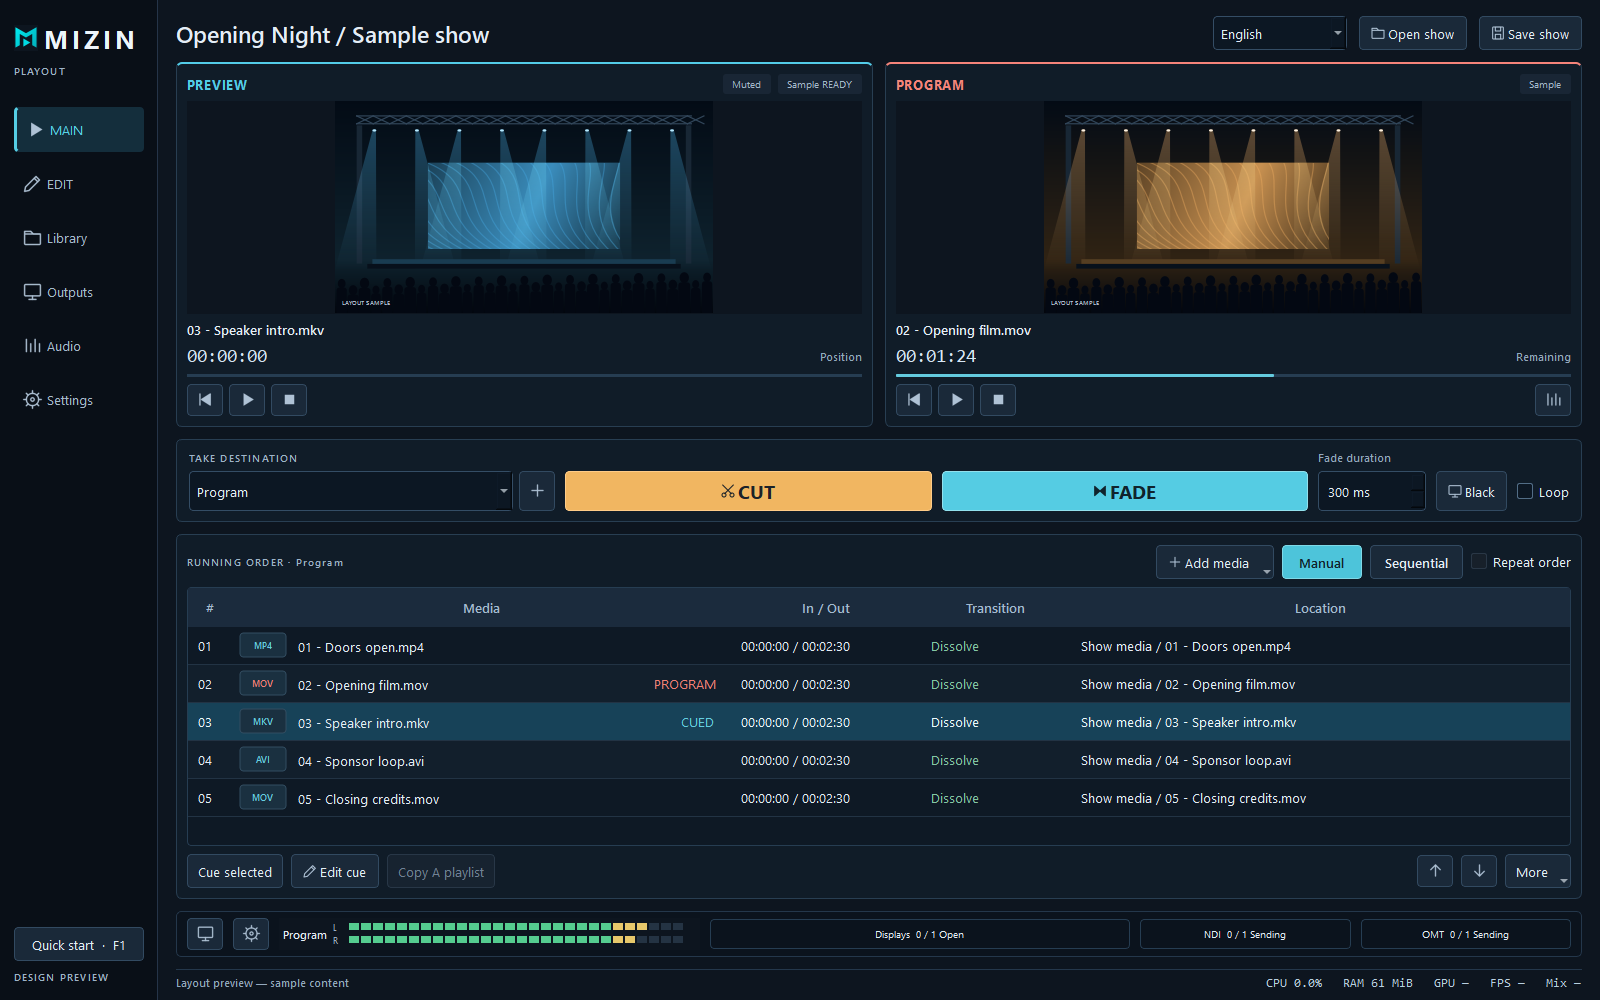 MIZIN
PLAYOUT
MAIN
EDIT
Library
Outputs
Audio
Settings
Quick start · F1
DESIGN PREVIEW
Opening Night / Sample show
English
Open show
Save show
PREVIEW
Muted
Sample READY
LAYOUT SAMPLE
03 - Speaker intro.mkv
00:00:00
Position
PROGRAM
Sample
LAYOUT SAMPLE
02 - Opening film.mov
00:01:24
Remaining
TAKE DESTINATION
Program
CUT
FADE
Fade duration
300 ms
Black
Loop
RUNNING ORDER · Program
Add media
Manual
Sequential
Repeat order
# Media In / Out Transition Location
01 MP4 01 - Doors open.mp4 00:00:00 / 00:02:30 Dissolve Show media / 01 - Doors open.mp4
02 MOV 02 - Opening film.mov PROGRAM 00:00:00 / 00:02:30 Dissolve Show media / 02 - Opening film.mov
03 MKV 03 - Speaker intro.mkv CUED 00:00:00 / 00:02:30 Dissolve Show media / 03 - Speaker intro.mkv
04 AVI 04 - Sponsor loop.avi 00:00:00 / 00:02:30 Dissolve Show media / 04 - Sponsor loop.avi
05 MOV 05 - Closing credits.mov 00:00:00 / 00:02:30 Dissolve Show media / 05 - Closing credits.mov
Cue selected
Edit cue
Copy A playlist
More
Program
L
R
Displays 0 / 1 Open
NDI 0 / 1 Sending
OMT 0 / 1 Sending
Layout preview — sample content
CPU 0.0% RAM 61 MiB GPU — FPS — Mix —